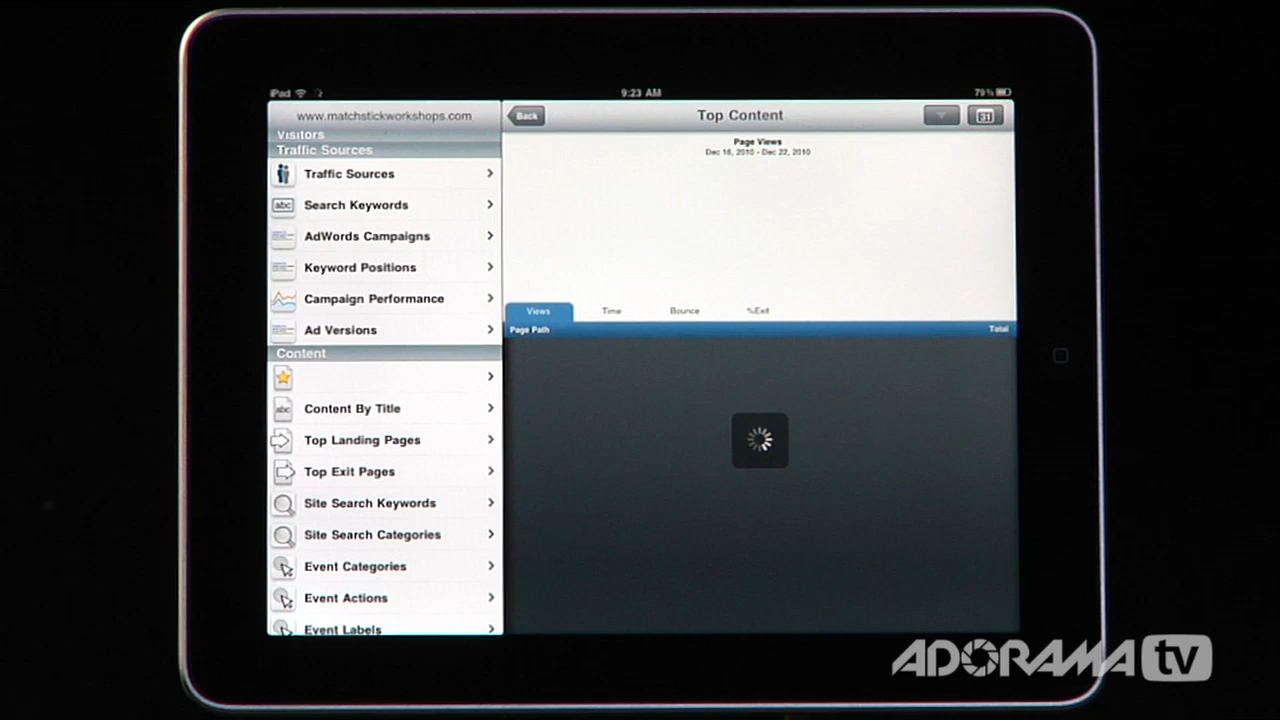 iPad
9:23 AM
79%
www.matchstickworkshops.com
Visitors
Traffic Sources
Traffic Sources
Search Keywords
AdWords Campaigns
Keyword Positions
Campaign Performance
Ad Versions
Content
abc
Content By Title
Top Landing Pages
Top Exit Pages
Site Search Keywords
Site Search Categories
Event Categories
Event Actions
Event Labels
Back
Top Content
31
Page Views
Dec 16, 2010 - Dec 22, 2010
Views
Time
Bounce
%Exit
Page Path
Total
abc
ADORAMA tv